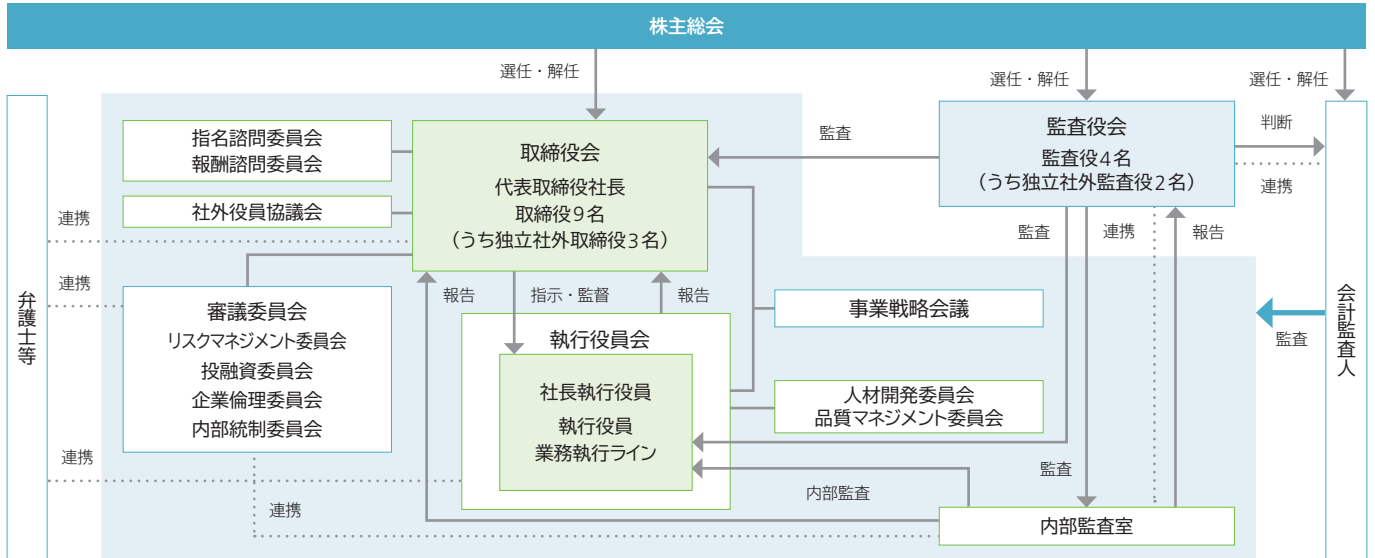 株主総会
選任・解任
選任・解任
選任・解任
指名諮問委員会
報酬諮問委員会
社外役員協議会
取締役会
代表取締役社長
取締役9名
（うち独立社外取締役3名）
監査
監査役会
監査役4名
（うち独立社外監査役2名）
判断
連携
連携
連携
弁護士等
審議委員会
リスクマネジメント委員会
投融資委員会
企業倫理委員会
内部統制委員会
報告
指示・監督
報告
監査
連携
報告
事業戦略会議
会計監査人
監査
執行役員会
社長執行役員
執行役員
業務執行ライン
人材開発委員会
品質マネジメント委員会
連携
監査
内部監査
連携
内部監査室